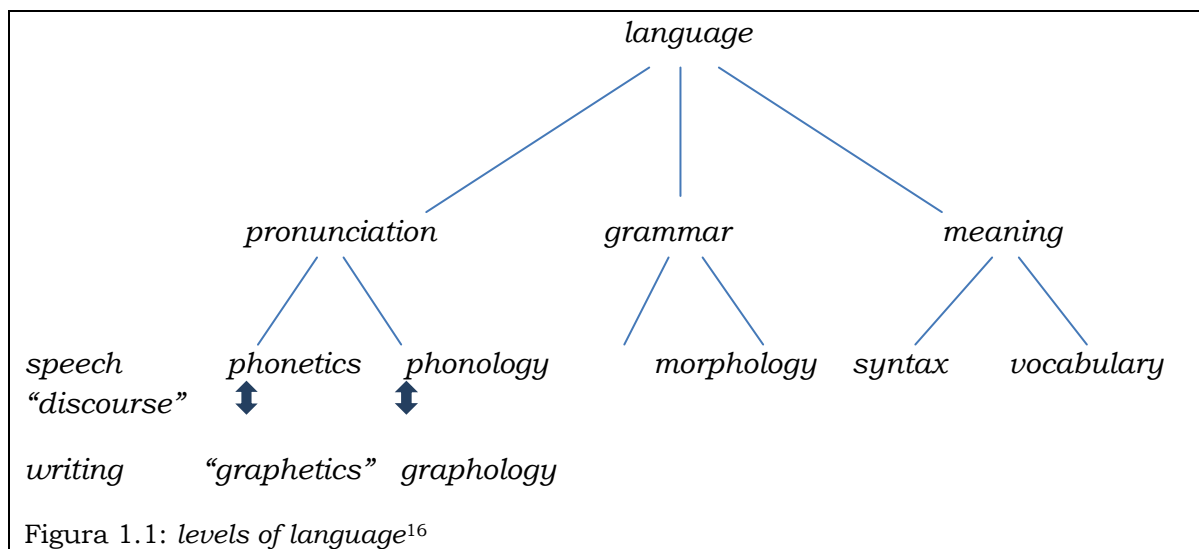 language
pronunciation grammar meaning
speech phonetics phonology morphology syntax vocabulary
“discourse”
writing “graphetics” graphology
Figura 1.1: levels of language16